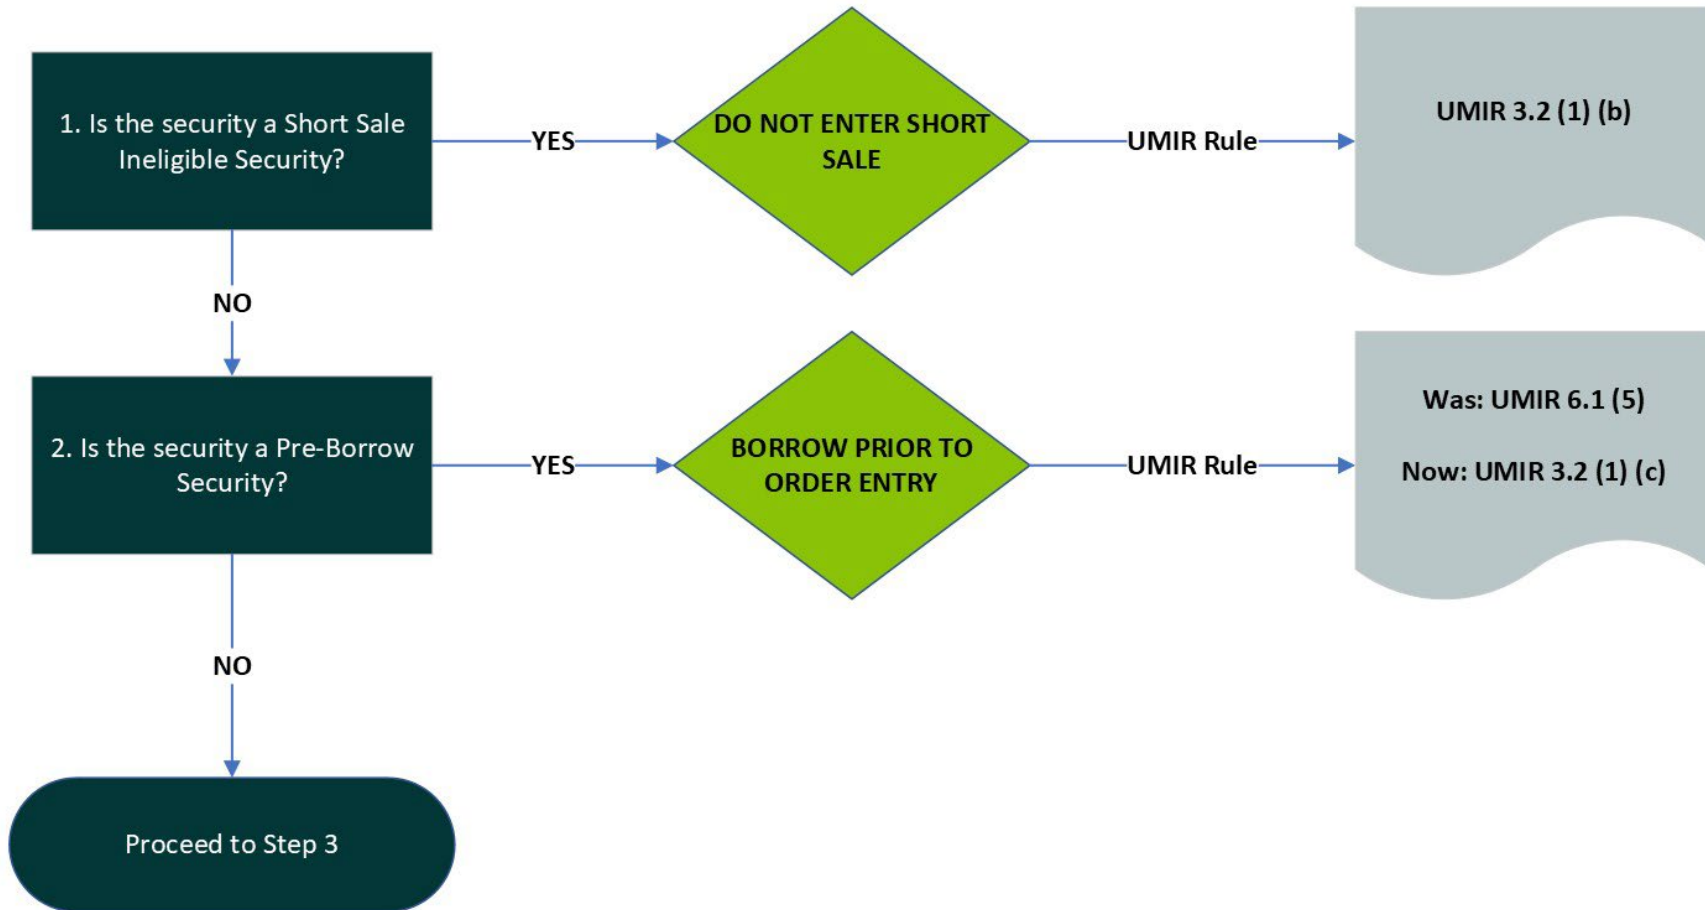 1. Is the security a Short Sale
Ineligible Security?
YES
DO NOT ENTER SHORT
SALE
UMIR Rule
UMIR 3.2 (1) (b)
NO
2. Is the security a Pre-Borrow
Security?
YES
BORROW PRIOR TO
ORDER ENTRY
UMIR Rule
Was: UMIR 6.1 (5)
Now: UMIR 3.2 (1) (c)
NO
Proceed to Step 3